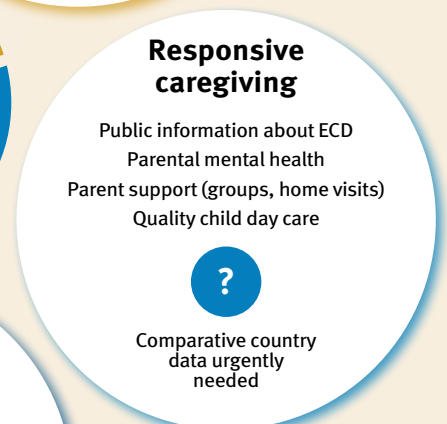 Responsive
caregiving
Public information about ECD
Parental mental health
Parent support (groups, home visits)
Quality child day care
?
Comparative country
data urgently
needed